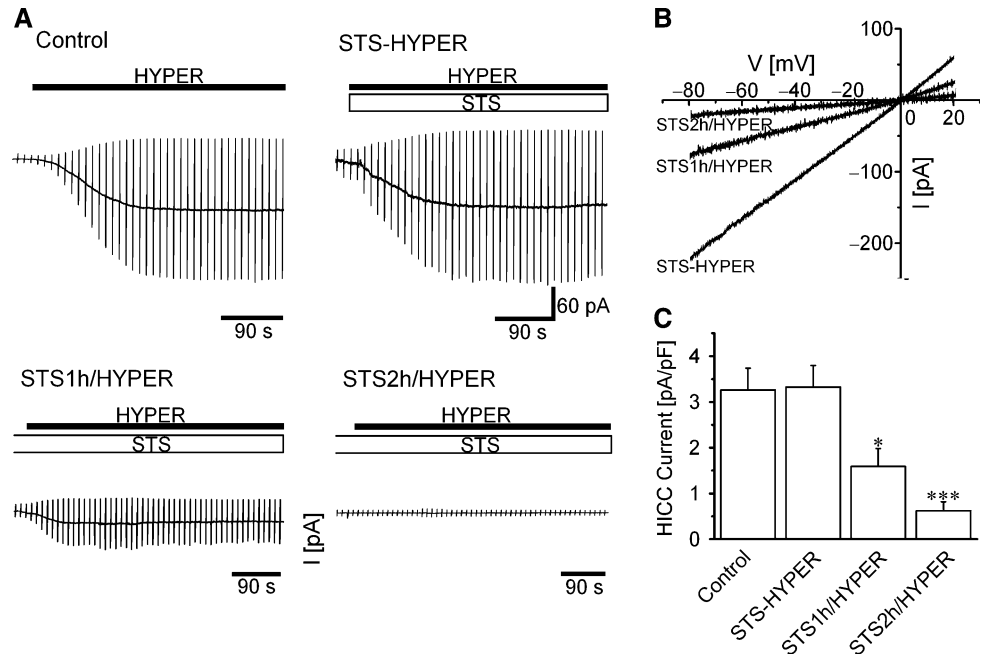 A
Control
HYPER
90 s
STS-HYPER
HYPER
STS
60 pA
90 s
STS1h/HYPER
HYPER
STS
90 s
STS2h/HYPER
HYPER
STS
I [pA]
90 s
B
100
V [mV]
−80 −60 −40 −20 0 20
STS2h/HYPER
STS1h/HYPER
−100
I [pA]
−200
STS-HYPER
C
HICC Current [pA/pF]
4
3
2
1
0
*
***
Control
STS-HYPER
STS1h/HYPER
STS2h/HYPER